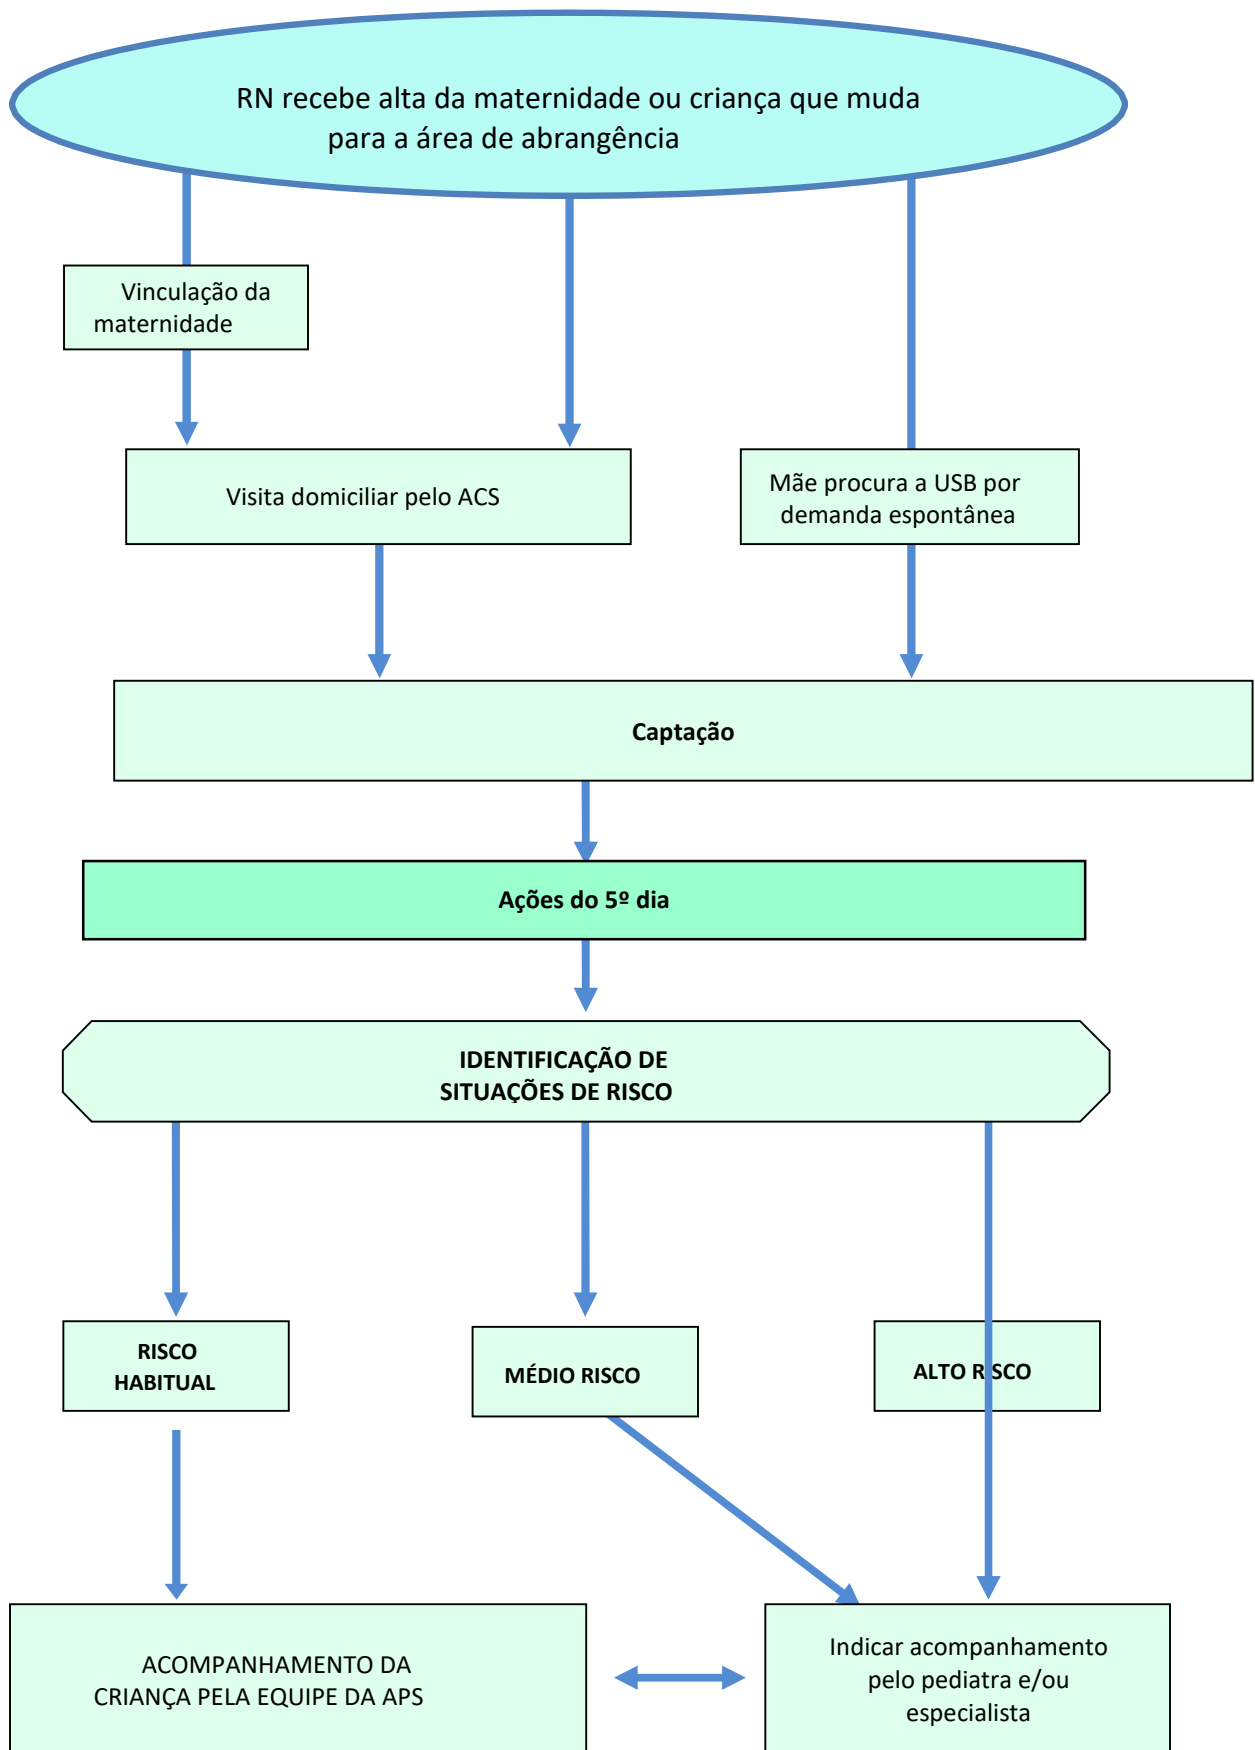 RN recebe alta da maternidade ou criança que muda
para a área de abrangência
Vinculação da
maternidade
Visita domiciliar pelo ACS
Mãe procura a USB por
demanda espontânea
Captação
Ações do 5º dia
IDENTIFICAÇÃO DE
SITUAÇÕES DE RISCO
RISCO
HABITUAL
MÉDIO RISCO
ALTO RISCO
ACOMPANHAMENTO DA
CRIANÇA PELA EQUIPE DA APS
Indicar acompanhamento
pelo pediatra e/ou
especialista